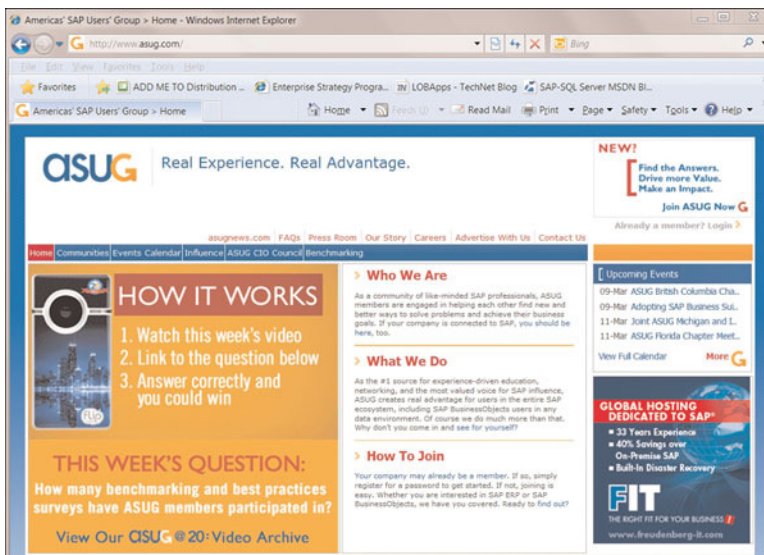 Americas' SAP Users' Group > Home - Windows Internet Explorer
http://www.asug.com/
Bing
File Edit View Favorites Tools Help
Favorites
ADD ME TO Distribution ...
Enterprise Strategy Progra...
LOBApps - TechNet Blog
SAP-SQL Server MSDN Bl...
Americas' SAP Users' Group > Home
Home
Feeds
Read Mail
Print
Page
Safety
Tools
Help
asug
Real Experience. Real Advantage.
NEW?
Find the Answers.
Drive more Value.
Make an Impact.
Join ASUG Now
Already a member? Login >
asugnews.com FAQs Press Room Our Story Careers Advertise With Us Contact Us
Home Communities Events Calendar Influence ASUG CIO Council Benchmarking
HOW IT WORKS
1. Watch this week's video
2. Link to the question below
3. Answer correctly and
you could win
flip
THIS WEEK'S QUESTION:
How many benchmarking and best practices
surveys have ASUG members participated in?
View Our asug @ 20: Video Archive
> Who We Are
As a community of like-minded SAP professionals, ASUG
members are engaged in helping each other find new and
better ways to solve problems and achieve their business
goals. If your company is connected to SAP, you should be
here, too.
> What We Do
As the #1 source for experience-driven education,
networking, and the most valued voice for SAP influence,
ASUG creates real advantage for users in the entire SAP
ecosystem, including SAP BusinessObjects users in any
data environment. Of course we do much more than that.
Why don't you come in and see for yourself?
> How To Join
Your company may already be a member. If so, simply
register for a password to get started. If not, joining is
easy. Whether you are interested in SAP ERP or SAP
BusinessObjects, we have you covered. Ready to find out?
Upcoming Events
09-Mar ASUG British Columbia Cha..
09-Mar Adopting SAP Business Sui..
11-Mar Joint ASUG Michigan and I..
11-Mar ASUG Florida Chapter Meet..
View Full Calendar
More
GLOBAL HOSTING
DEDICATED TO SAP®
33 Years Experience
40% Savings over
On-Premise SAP
Built-In Disaster Recovery
FIT
THE RIGHT FIT FOR YOUR BUSINESS!
www.freudenberg-it.com